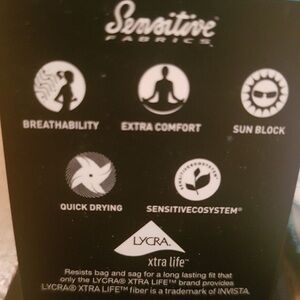 Sensitive
FABRICS
BREATHABILITY
EXTRA COMFORT
SUN BLOCK
QUICK DRYING
SENSITIVECOSYSTEM®
LYCRA
xtra life™
Resists bag and sag for a long lasting fit that
only the LYCRA® XTRA LIFE™ brand provides
LYCRA® XTRA LIFE™ fiber is a trademark of INVISTA.